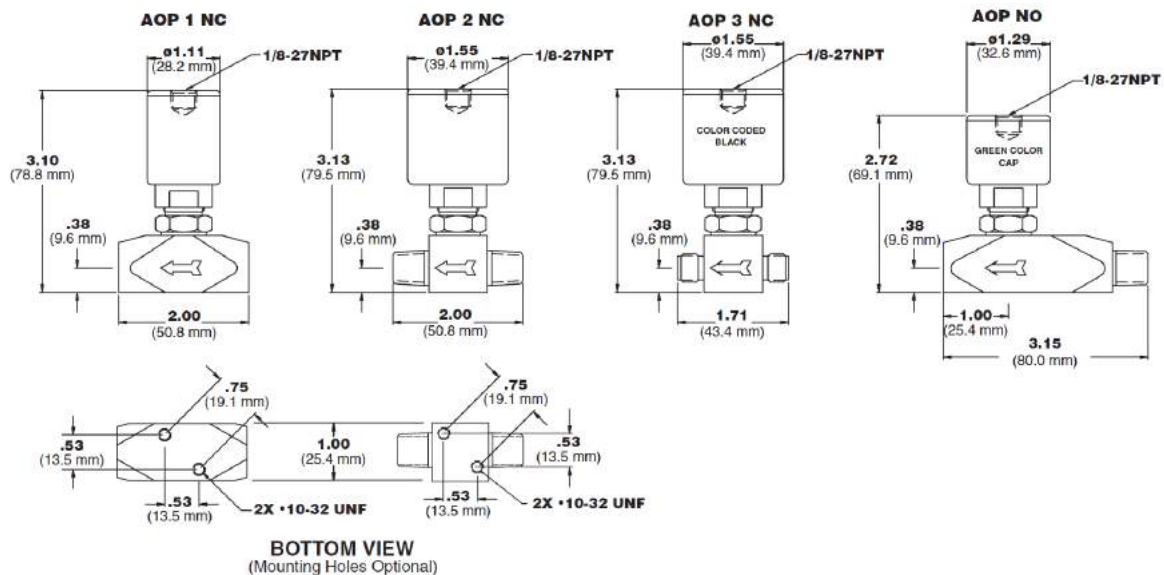 AOP 1 NC
ø1.11
(28.2 mm)
1/8-27NPT
3.10
(78.8 mm)
.38
(9.6 mm)
2.00
(50.8 mm)
AOP 2 NC
ø1.55
(39.4 mm)
1/8-27NPT
3.13
(79.5 mm)
.38
(9.6 mm)
2.00
(50.8 mm)
AOP 3 NC
ø1.55
(39.4 mm)
1/8-27NPT
COLOR CODED
BLACK
3.13
(79.5 mm)
.38
(9.6 mm)
1.71
(43.4 mm)
AOP NO
ø1.29
(32.6 mm)
1/8-27NPT
GREEN COLOR
CAP
2.72
(69.1 mm)
.38
(9.6 mm)
1.00
(25.4 mm)
3.15
(80.0 mm)
.75
(19.1 mm)
.53
(13.5 mm)
.53
(13.5 mm)
2X •10-32 UNF
1.00
(25.4 mm)
.75
(19.1 mm)
.53
(13.5 mm)
.53
(13.5 mm)
2X •10-32 UNF
BOTTOM VIEW
(Mounting Holes Optional)